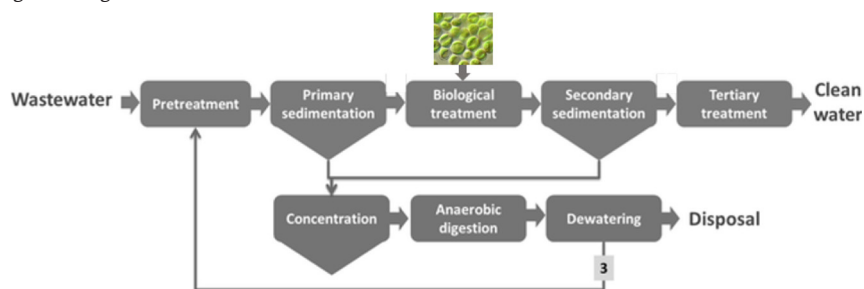 Wastewater
Pretreatment
Primary
sedimentation
Biological
treatment
Secondary
sedimentation
Tertiary
treatment
Clean
water
Concentration
Anaerobic
digestion
Dewatering
Disposal
3